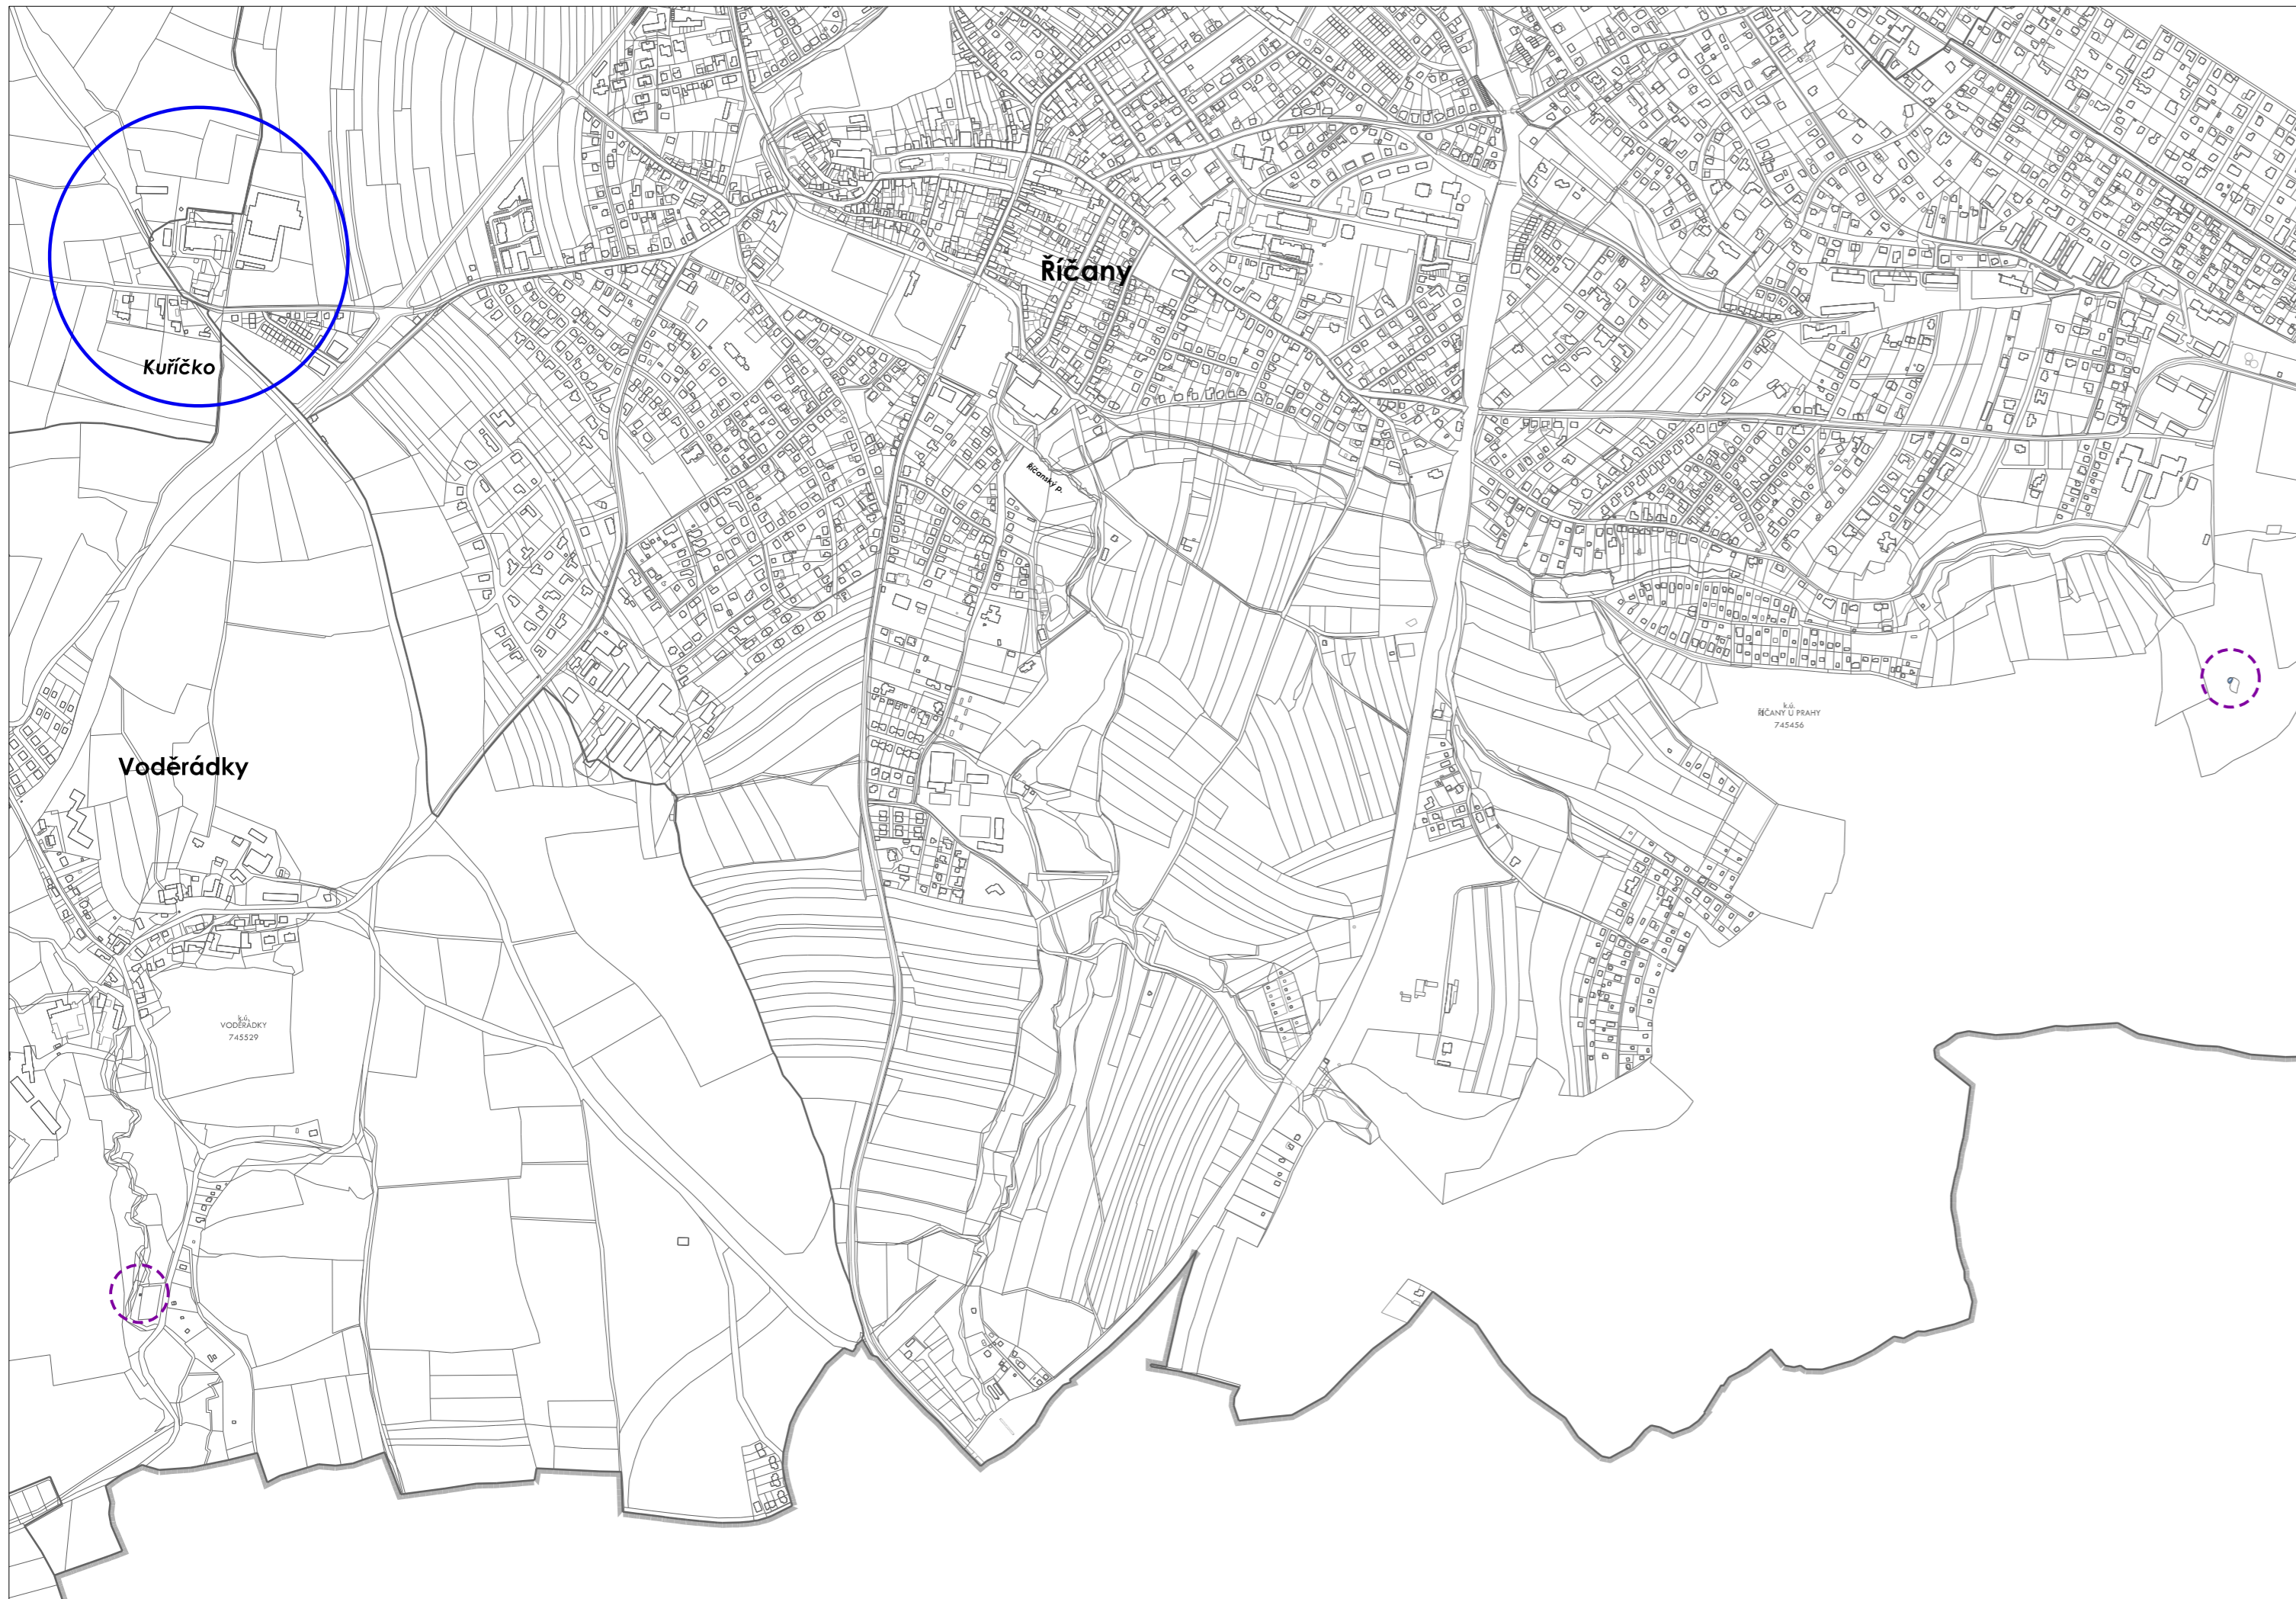 Říčany
Kuříčko
Říčanský p.
k.ú.
ŘÍČANY U PRAHY
745456
Voděrádky
k.ú.
VODĚRÁDKY
745529